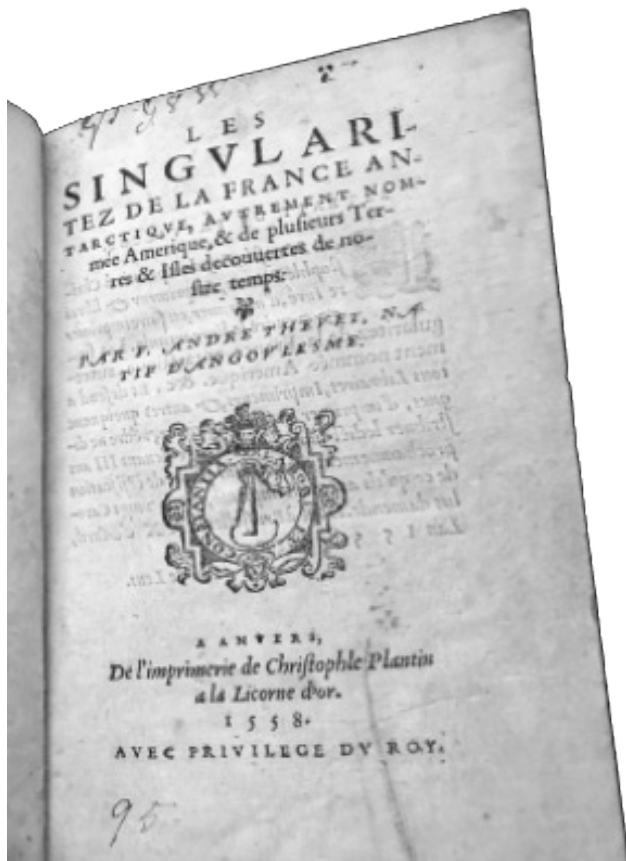 LES
SINGVLARI-
TEZ DE LA FRANCE AN-
TARCTIQVE, AVTREMENT NOM-
mée Amerique, & de plusieurs Ter-
res & Isles decouuertes de no-
stre temps.
PAR F. ANDRE THEVET, NA-
TIF D'ANGOVLESME.
A ANVERS,
De l'imprimerie de Christophle Plantin
a la Licorne d'or.
1558.
AVEC PRIVILEGE DV ROY.
95